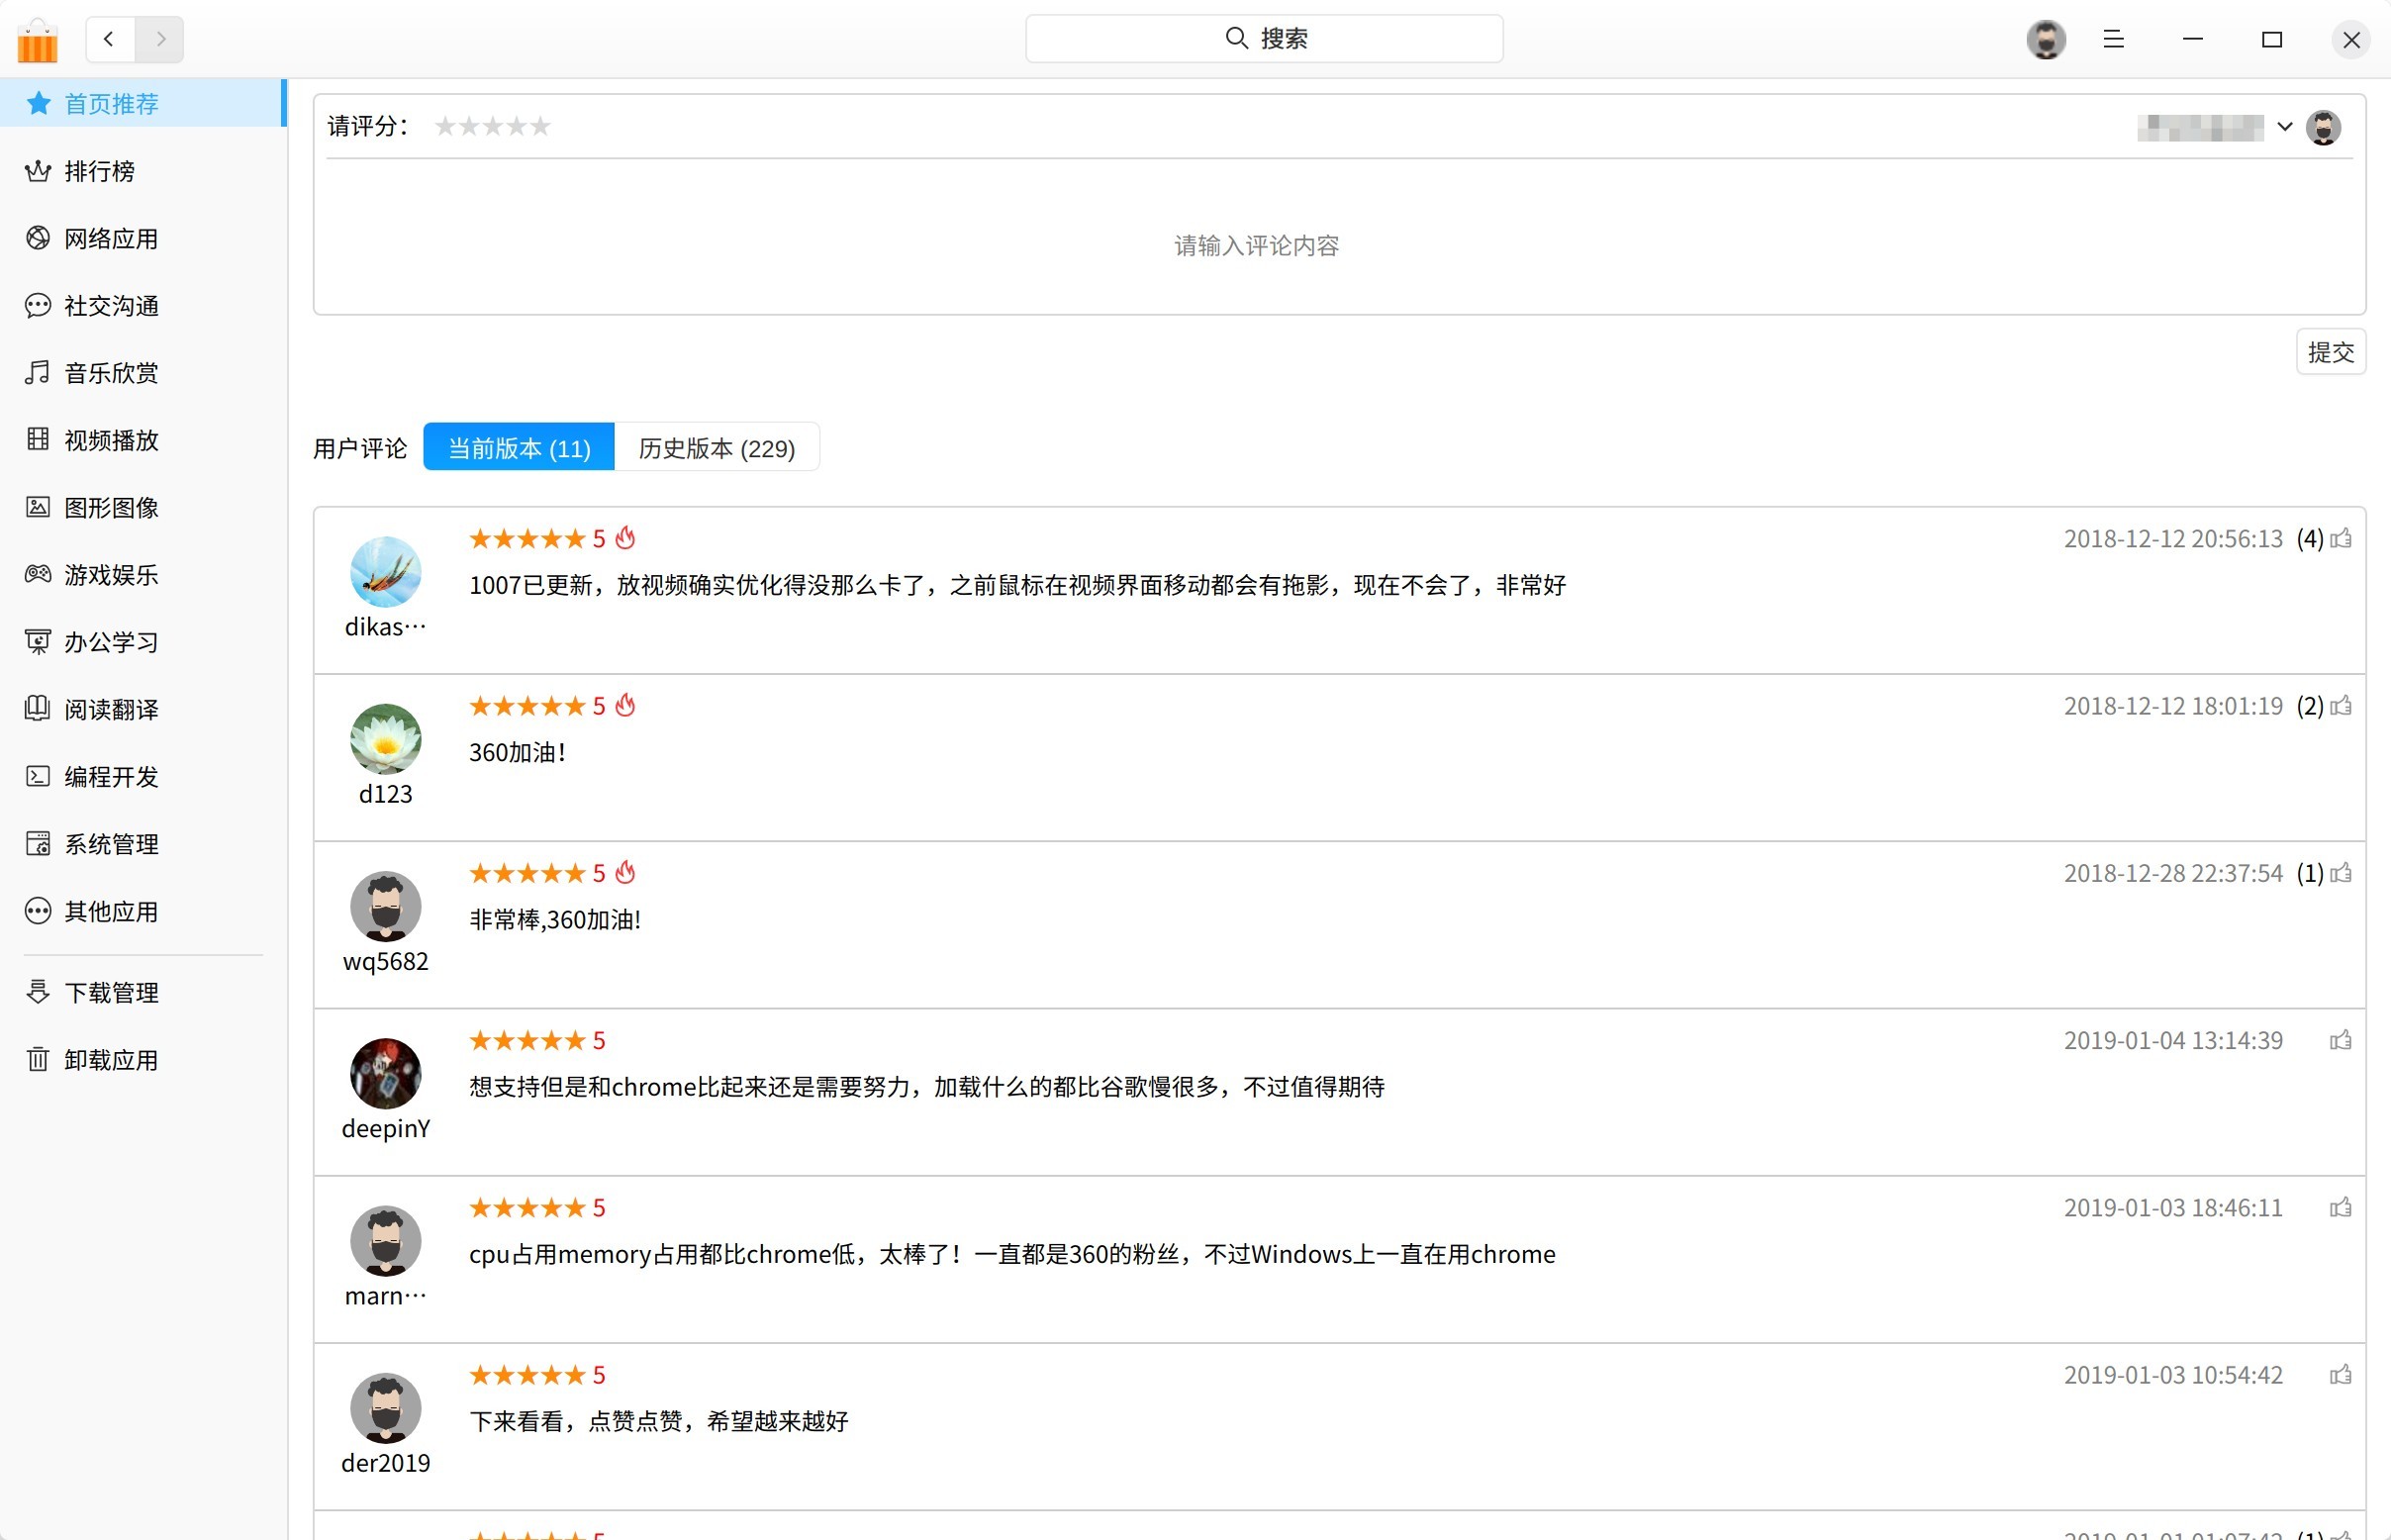 搜索
首页推荐
排行榜
网络应用
社交沟通
音乐欣赏
视频播放
图形图像
游戏娱乐
办公学习
阅读翻译
编程开发
系统管理
其他应用
下载管理
卸载应用
请评分：
请输入评论内容
提交
用户评论 当前版本 (11) 历史版本 (229)
5 2018-12-12 20:56:13 (4)
1007已更新，放视频确实优化得没那么卡了，之前鼠标在视频界面移动都会有拖影，现在不会了，非常好
dikas…
5 2018-12-12 18:01:19 (2)
360加油！
d123
5 2018-12-28 22:37:54 (1)
非常棒,360加油!
wq5682
5 2019-01-04 13:14:39
想支持但是和chrome比起来还是需要努力，加载什么的都比谷歌慢很多，不过值得期待
deepinY
5 2019-01-03 18:46:11
cpu占用memory占用都比chrome低，太棒了！一直都是360的粉丝，不过Windows上一直在用chrome
marn…
5 2019-01-03 10:54:42
下来看看，点赞点赞，希望越来越好
der2019